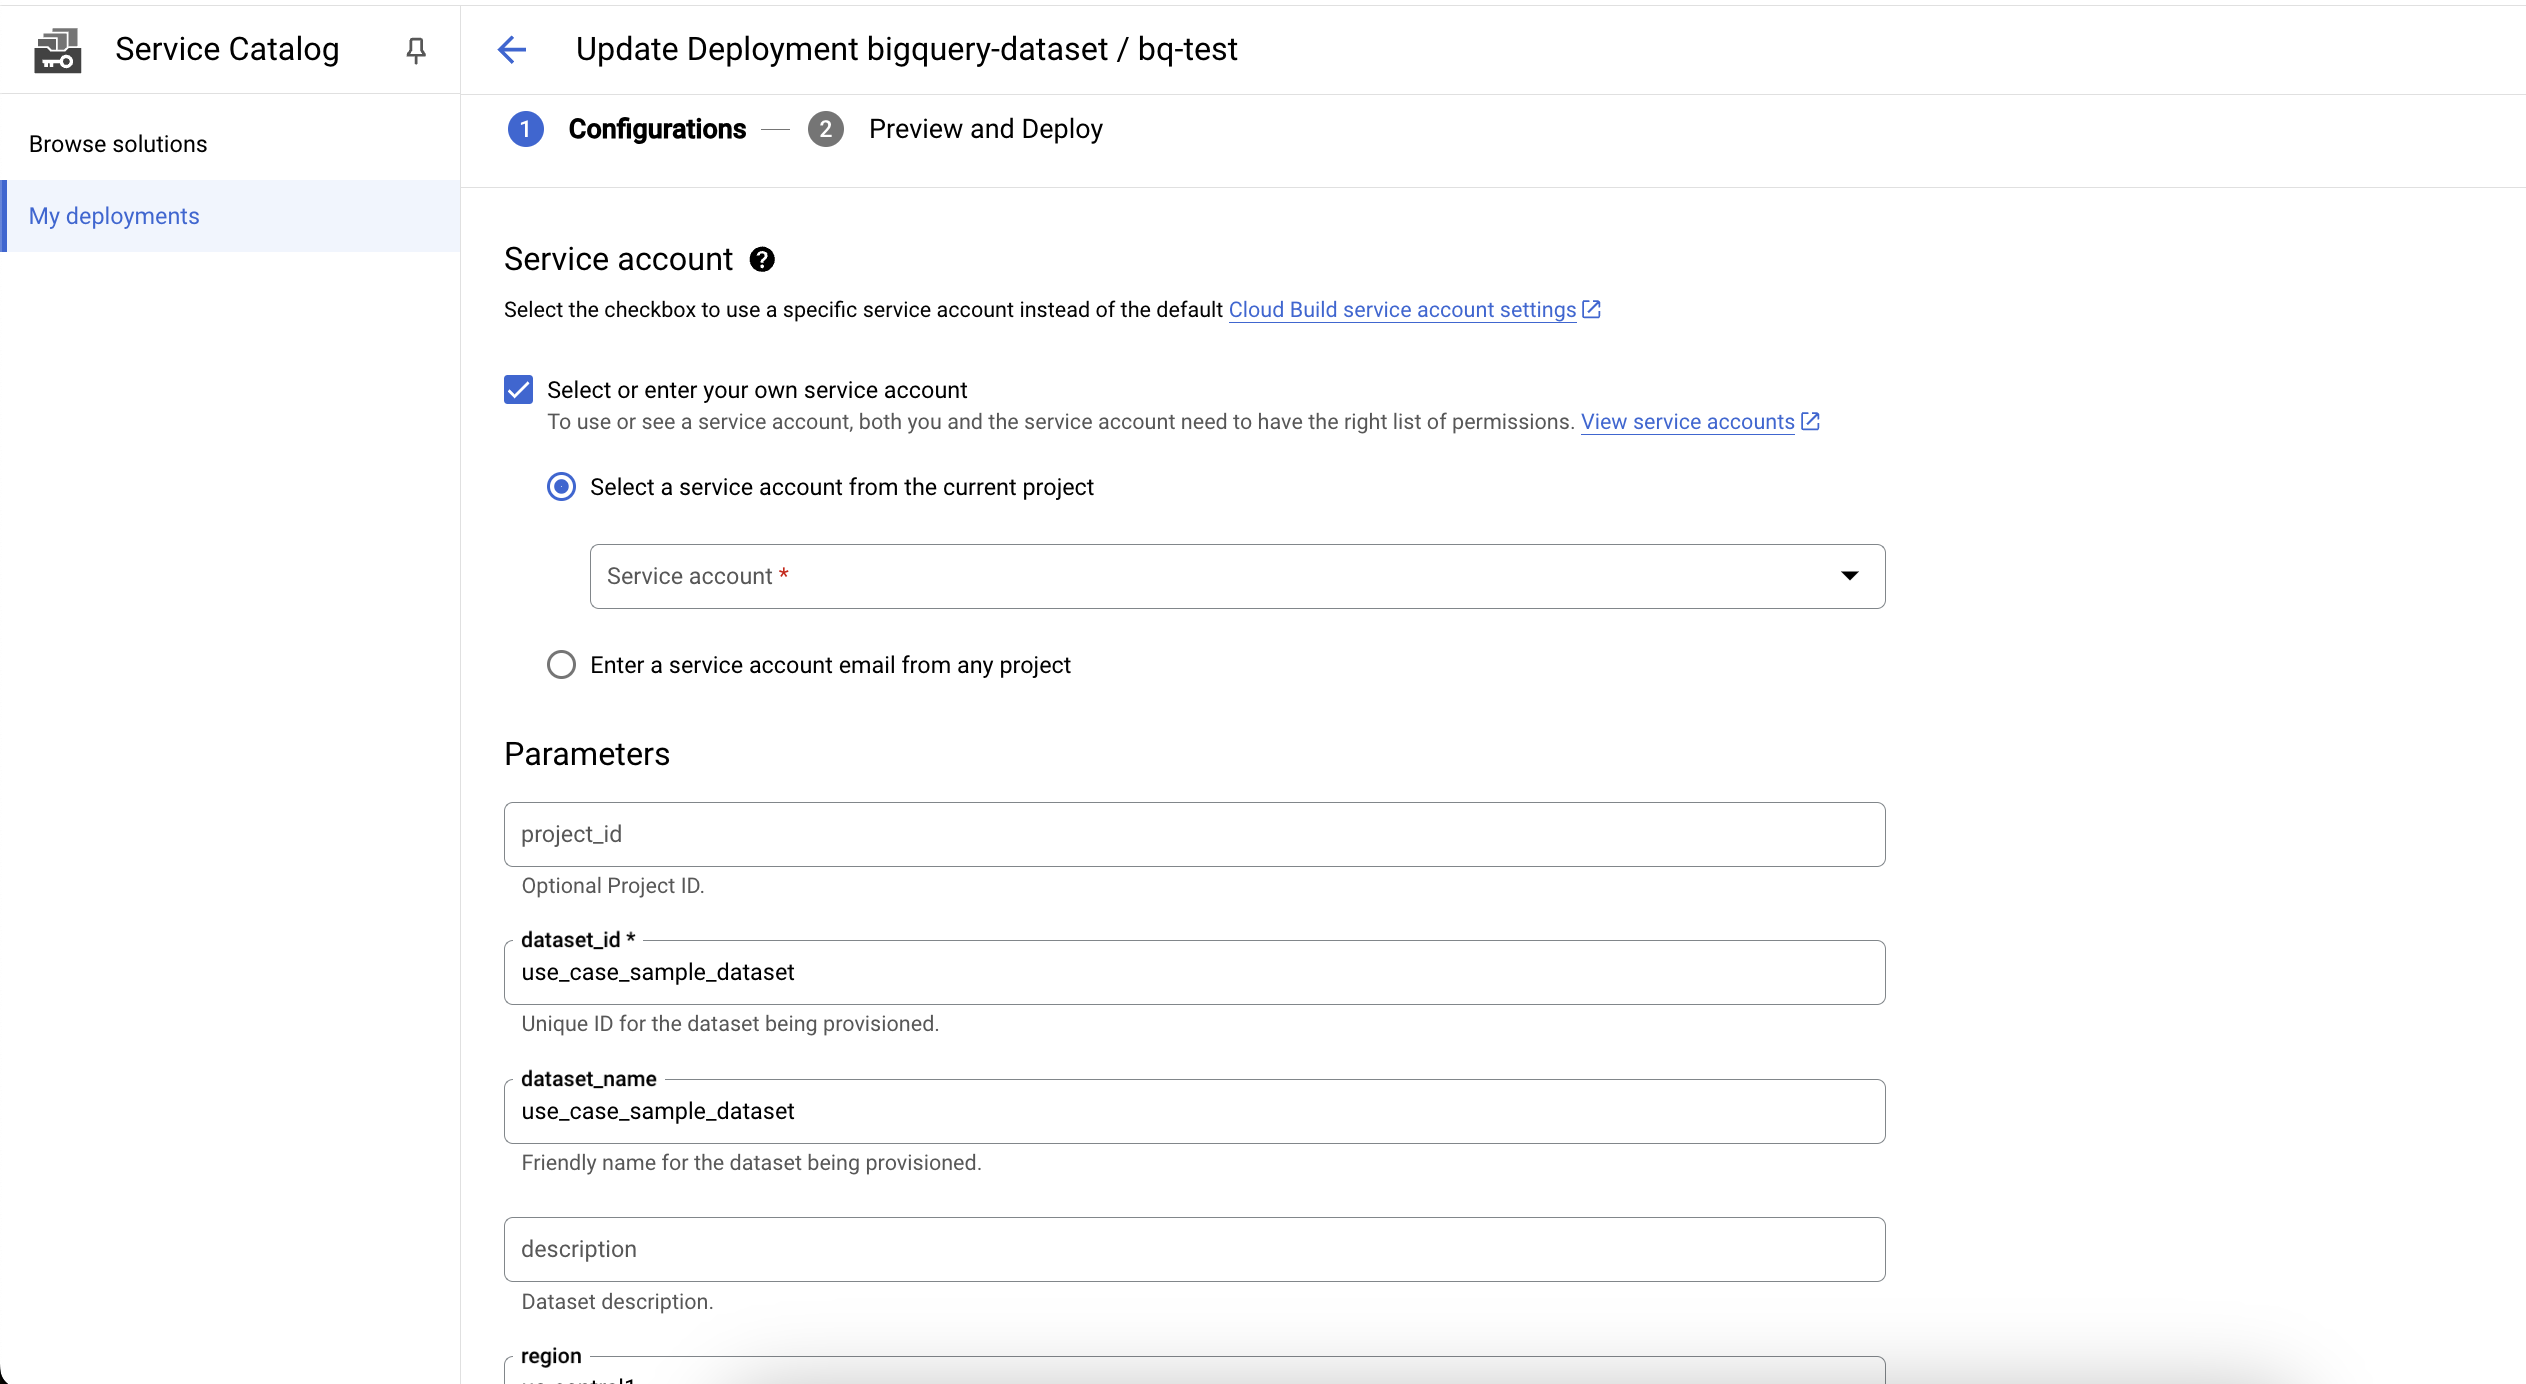 Service Catalog
Browse solutions
My deployments
Update Deployment bigquery-dataset / bq-test
1 Configurations 2 Preview and Deploy
Service account ?
Select the checkbox to use a specific service account instead of the default Cloud Build service account settings
Select or enter your own service account
To use or see a service account, both you and the service account need to have the right list of permissions. View service accounts
Select a service account from the current project
Service account *
Enter a service account email from any project
Parameters
project_id
Optional Project ID.
dataset_id *
use_case_sample_dataset
Unique ID for the dataset being provisioned.
dataset_name
use_case_sample_dataset
Friendly name for the dataset being provisioned.
description
Dataset description.
region